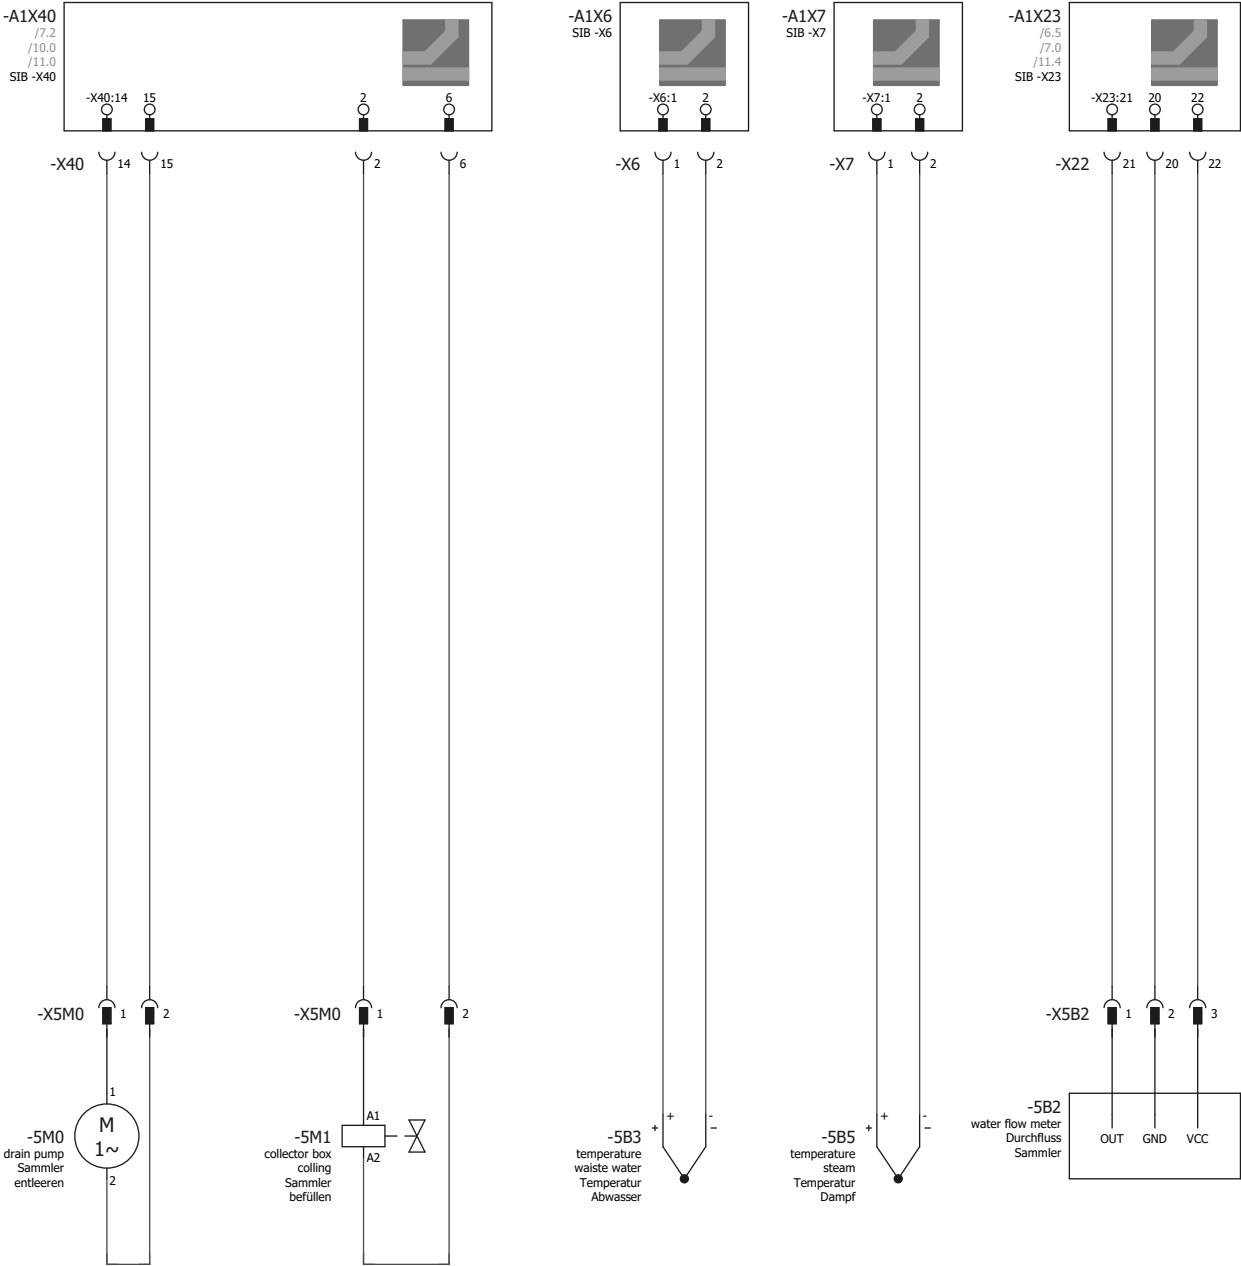 -A1X40
/7.2
/10.0
/11.0
SIB -X40
-X40:14 15 2 6
-A1X6
SIB -X6
-X6:1 2
-A1X7
SIB -X7
-X7:1 2
-A1X23
/6.5
/7.0
/11.4
SIB -X23
-X23:21 20 22
-X40 14 15 2 6
-X6 1 2
-X7 1 2
-X22 21 20 22
-X5M0 1 2
-X5M0 1 2
-X5B2 1 2 3
1
M
1~
2
-5M0
drain pump
Sammler
entleeren
A1
A2
-5M1
collector box
colling
Sammler
befüllen
+ -
+ −
-5B3
temperature
waiste water
Temperatur
Abwasser
+ -
+ −
-5B5
temperature
steam
Temperatur
Dampf
-5B2
water flow meter
Durchfluss
Sammler
OUT GND VCC